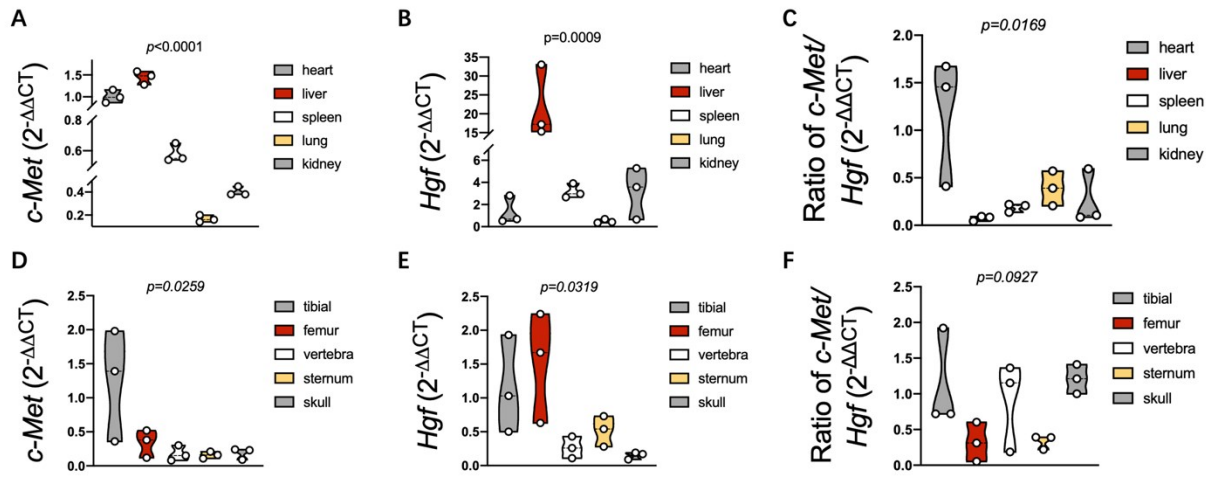 A
p<0.0001
c-Met (2-ΔΔCT)
1.5
1.0
0.8
0.6
0.4
0.2
heart
liver
spleen
lung
kidney
B
p=0.0009
Hgf (2-ΔΔCT)
35
30
25
20
15
6
4
2
0
heart
liver
spleen
lung
kidney
C
p=0.0169
Ratio of c-Met/
Hgf (2-ΔΔCT)
2.0
1.5
1.0
0.5
0.0
heart
liver
spleen
lung
kidney
D
p=0.0259
c-Met (2-ΔΔCT)
2.5
2.0
1.5
1.0
0.5
0.0
tibial
femur
vertebra
sternum
skull
E
p=0.0319
Hgf (2-ΔΔCT)
2.5
2.0
1.5
1.0
0.5
0.0
tibial
femur
vertebra
sternum
skull
F
p=0.0927
Ratio of c-Met/
Hgf (2-ΔΔCT)
2.5
2.0
1.5
1.0
0.5
0.0
tibial
femur
vertebra
sternum
skull